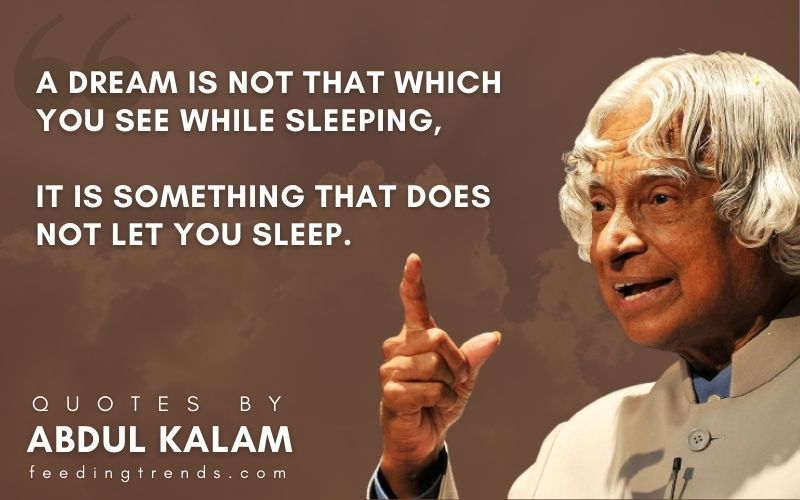 A DREAM IS NOT THAT WHICH
YOU SEE WHILE SLEEPING,
IT IS SOMETHING THAT DOES
NOT LET YOU SLEEP.
QUOTES BY
ABDUL KALAM
feedingtrends.com